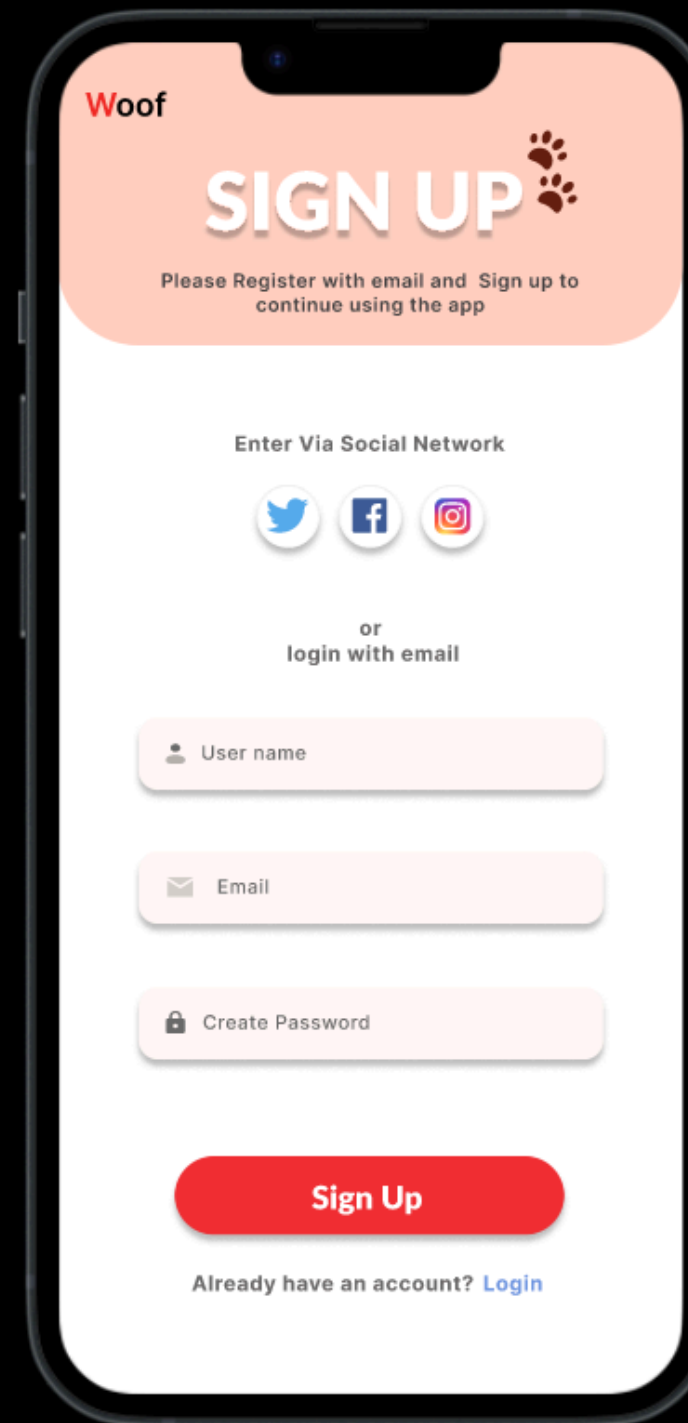 Woof
SIGN UP
Please Register with email and Sign up to
continue using the app
Enter Via Social Network
or
login with email
User name
Email
Create Password
Sign Up
Already have an account? Login